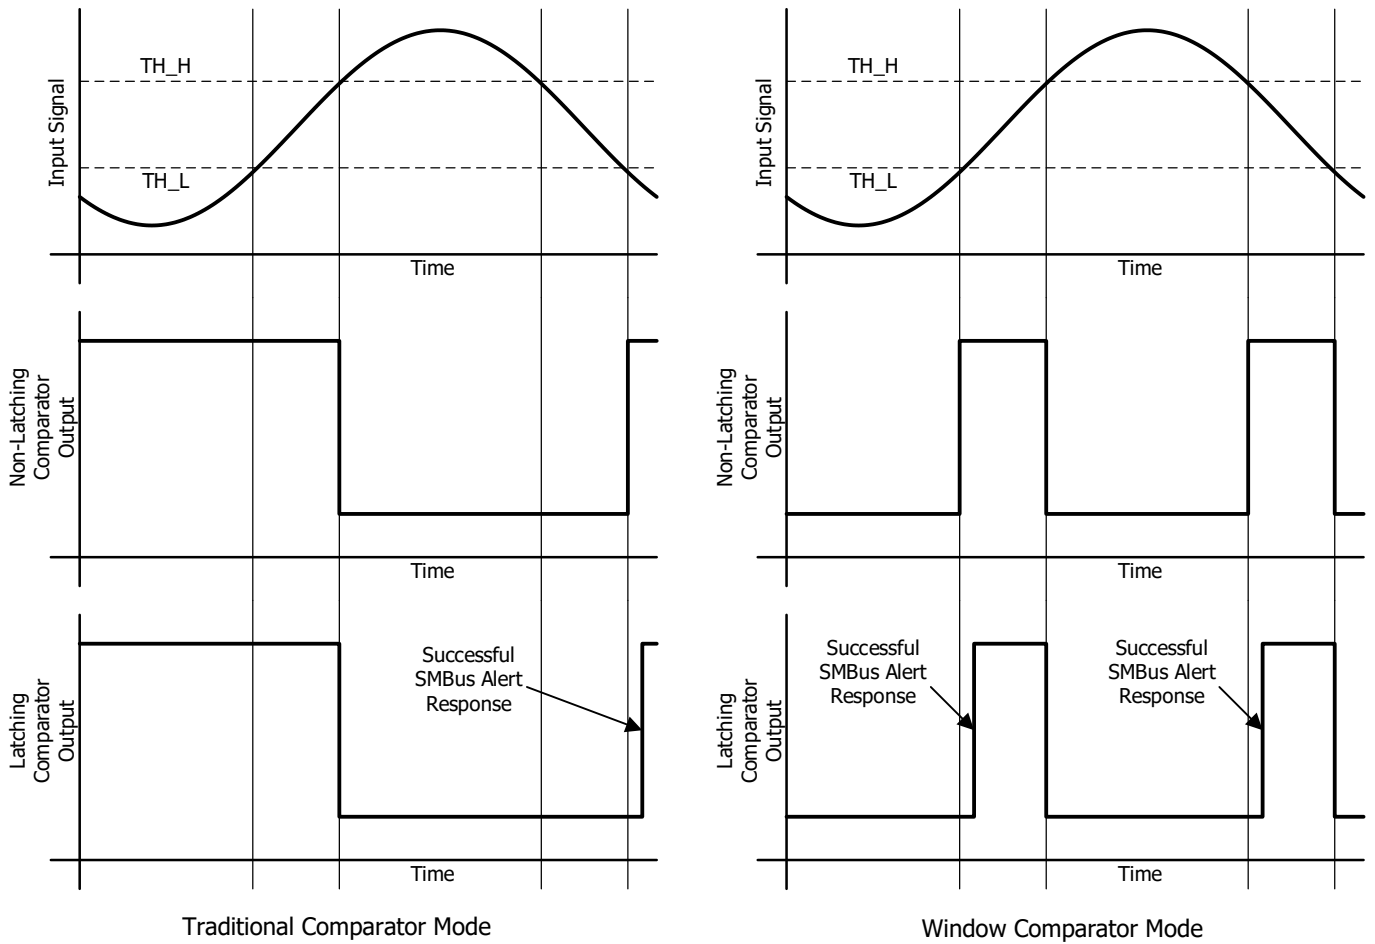 TH_H
TH_L
Input Signal
Time
Non-Latching
Comparator
Output
Time
Successful
SMBus Alert
Response
Latching
Comparator
Output
Time
Traditional Comparator Mode
TH_H
TH_L
Input Signal
Time
Non-Latching
Comparator
Output
Time
Successful
SMBus Alert
Response
Successful
SMBus Alert
Response
Latching
Comparator
Output
Time
Window Comparator Mode